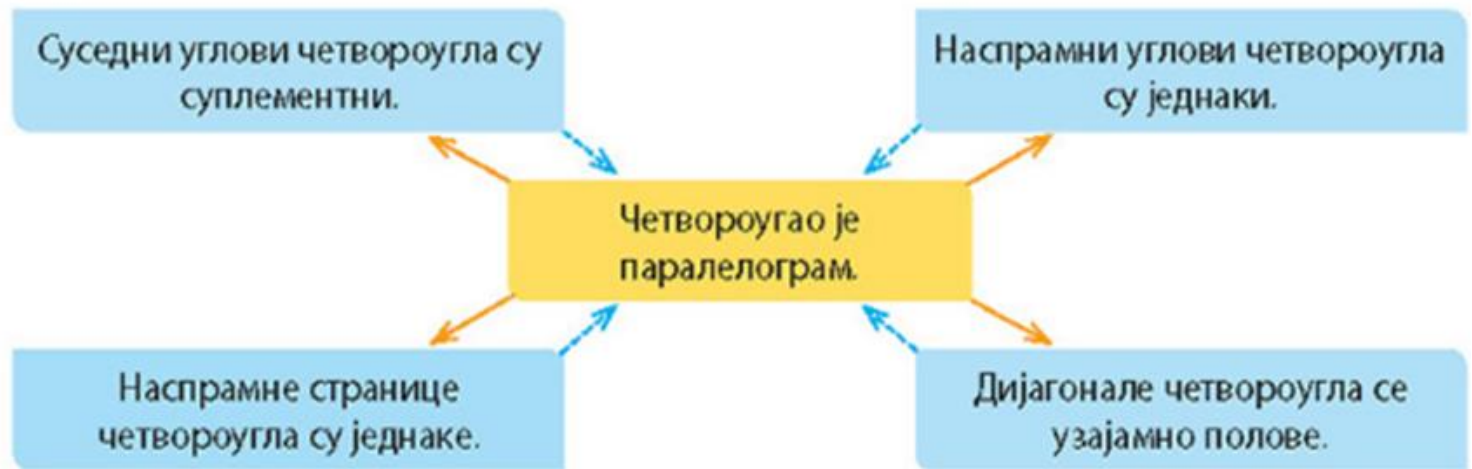 Суседни углови четвороугла су
суплементни.
Наспрамни углови четвороугла
су једнаки.
Четвороугао је
паралелограм.
Наспрамне странице
четвороугла су једнаке.
Дијагонале четвороугла се
узајамно полове.